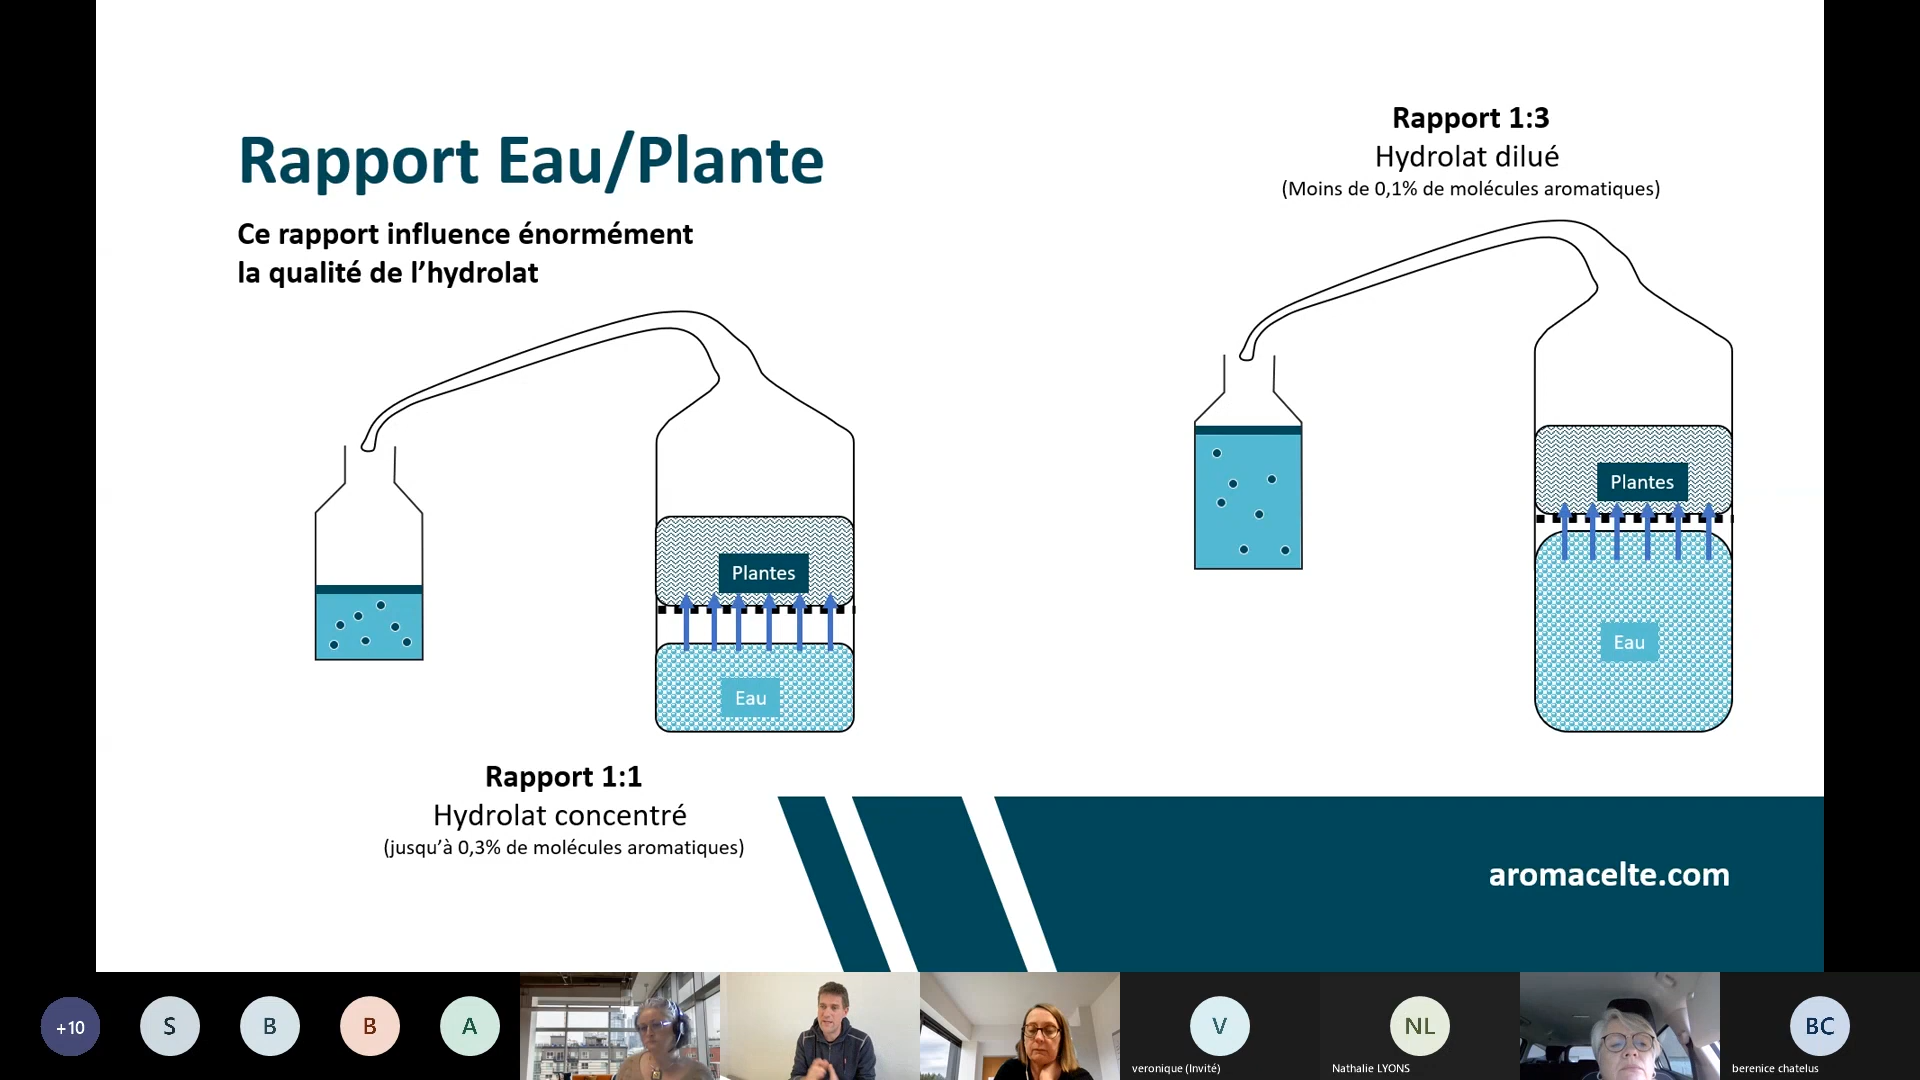 Rapport Eau/Plante
Ce rapport influence énormément
la qualité de l’hydrolat
Rapport 1:3
Hydrolat dilué
(Moins de 0,1% de molécules aromatiques)
Plantes
Eau
Plantes
Eau
Rapport 1:1
Hydrolat concentré
(jusqu’à 0,3% de molécules aromatiques)
aromacelte.com
+10
S
B
B
A
V
veronique (Invité)
NL
Nathalie LYONS
BC
berenice chatelus